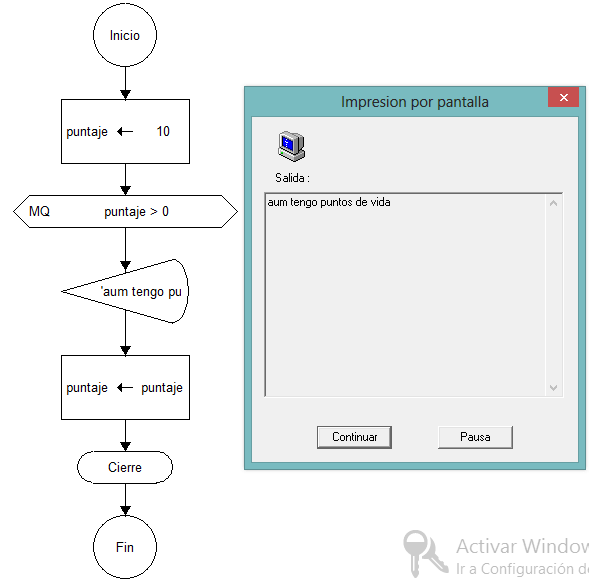 Inicio
puntaje ← 10
MQ puntaje > 0
'aum tengo pu
puntaje ← puntaje
Cierre
Fin
Impresion por pantalla
Salida :
aum tengo puntos de vida
Continuar
Pausa
Activar Window
Ir a Configuración de